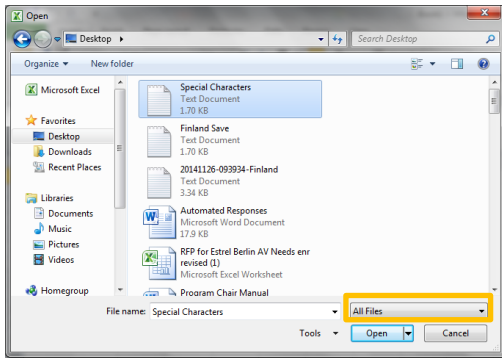 Open
Desktop
Search Desktop
Organize
New folder
Microsoft Excel
Favorites
Desktop
Downloads
Recent Places
Libraries
Documents
Music
Pictures
Videos
Homegroup
Special Characters
Text Document
1.70 KB
Finland Save
Text Document
1.70 KB
20141126-093934-Finland
Text Document
3.34 KB
Automated Responses
Microsoft Word Document
17.9 KB
RFP for Estrel Berlin AV Needs enr
revised (1)
Microsoft Excel Worksheet
Program Chair Manual
File name: Special Characters
All Files
Tools
Open
Cancel